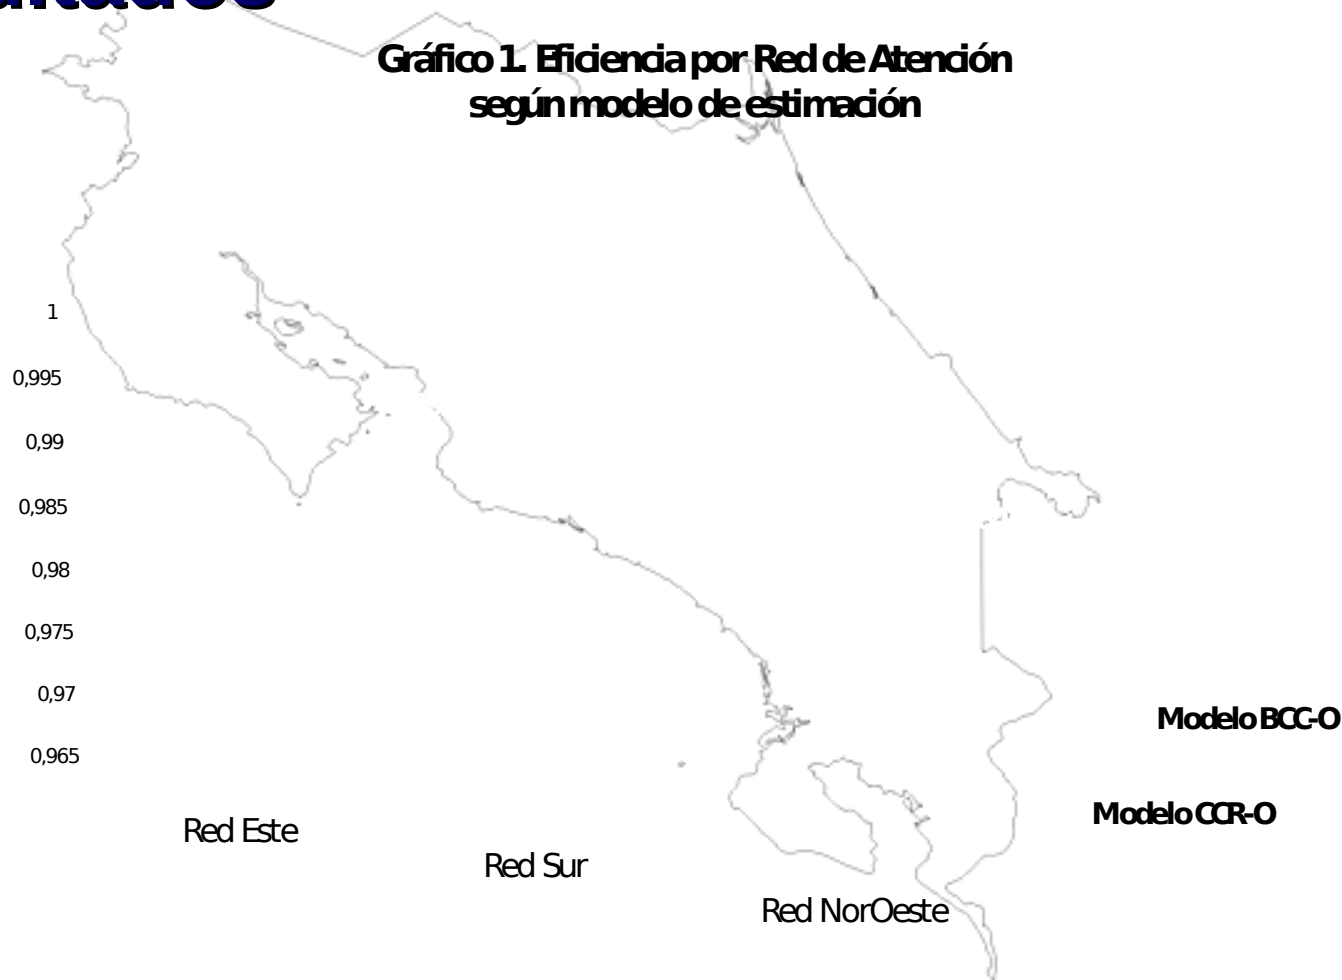 Gráfico 1. Eficiencia por Red de Atención
según modelo de estimación
1
0,995
0,99
0,985
0,98
0,975
0,97
0,965
Modelo BCC-O
Modelo CCR-O
Red Este
Red Sur
Red NorOeste